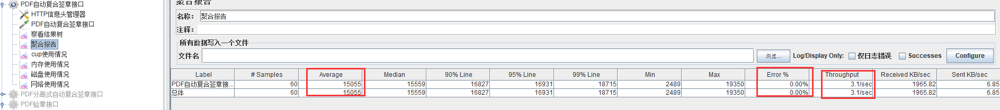 PDF自动复合签章接口
HTTP信息头管理器
PDF自动复合签章接口
察看结果树
聚合报告
cup使用情况
内存使用情况
磁盘使用情况
网络使用情况
PDF分离式自动复合签章接口
PDF验章接口
聚合报告
名称： 聚合报告
注释：
所有数据写入一个文件
文件名 浏览... Log/Display Only: 仅日志错误 Successes Configure
Label # Samples Average Median 90% Line 95% Line 99% Line Min Max Error % Throughput Received KB/sec Sent KB/sec
PDF自动复合签章接... 60 15055 15559 16827 16931 18715 2489 19350 0.00% 3.1/sec 1965.82 6.85
总体 60 15055 15559 16827 16931 18715 2489 19350 0.00% 3.1/sec 1965.82 6.85